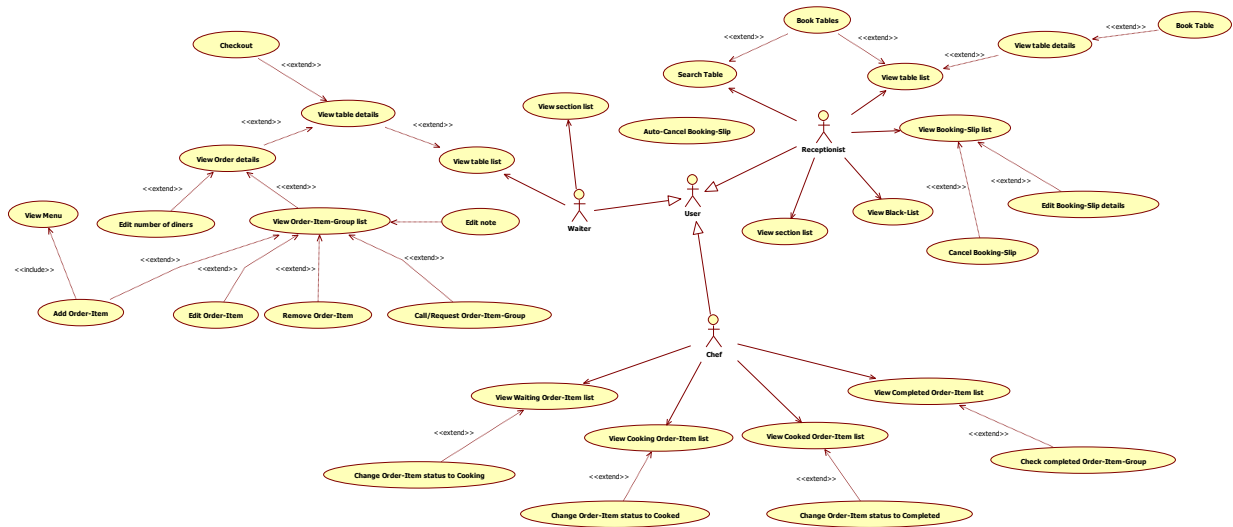 Book Tables
Book Table
<<extend>>
<<extend>>
<<extend>>
Checkout
View table details
<<extend>>
<<extend>>
Search Table
View table list
View section list
View table details
Auto-Cancel Booking-Slip
View Booking-Slip list
<<extend>>
<<extend>>
Receptionist
View Order details
View table list
<<extend>>
<<extend>>
<<extend>>
<<extend>>
View Menu
Edit number of diners
View Order-Item-Group list
Edit note
Waiter
User
View Black-List
Edit Booking-Slip details
View section list
Cancel Booking-Slip
<<include>>
<<extend>>
<<extend>>
<<extend>>
<<extend>>
Add Order-Item
Edit Order-Item
Remove Order-Item
Call/Request Order-Item-Group
Chef
View Waiting Order-Item list
View Completed Order-Item list
<<extend>>
View Cooking Order-Item list
View Cooked Order-Item list
<<extend>>
Change Order-Item status to Cooking
<<extend>>
<<extend>>
Check completed Order-Item-Group
Change Order-Item status to Cooked
Change Order-Item status to Completed